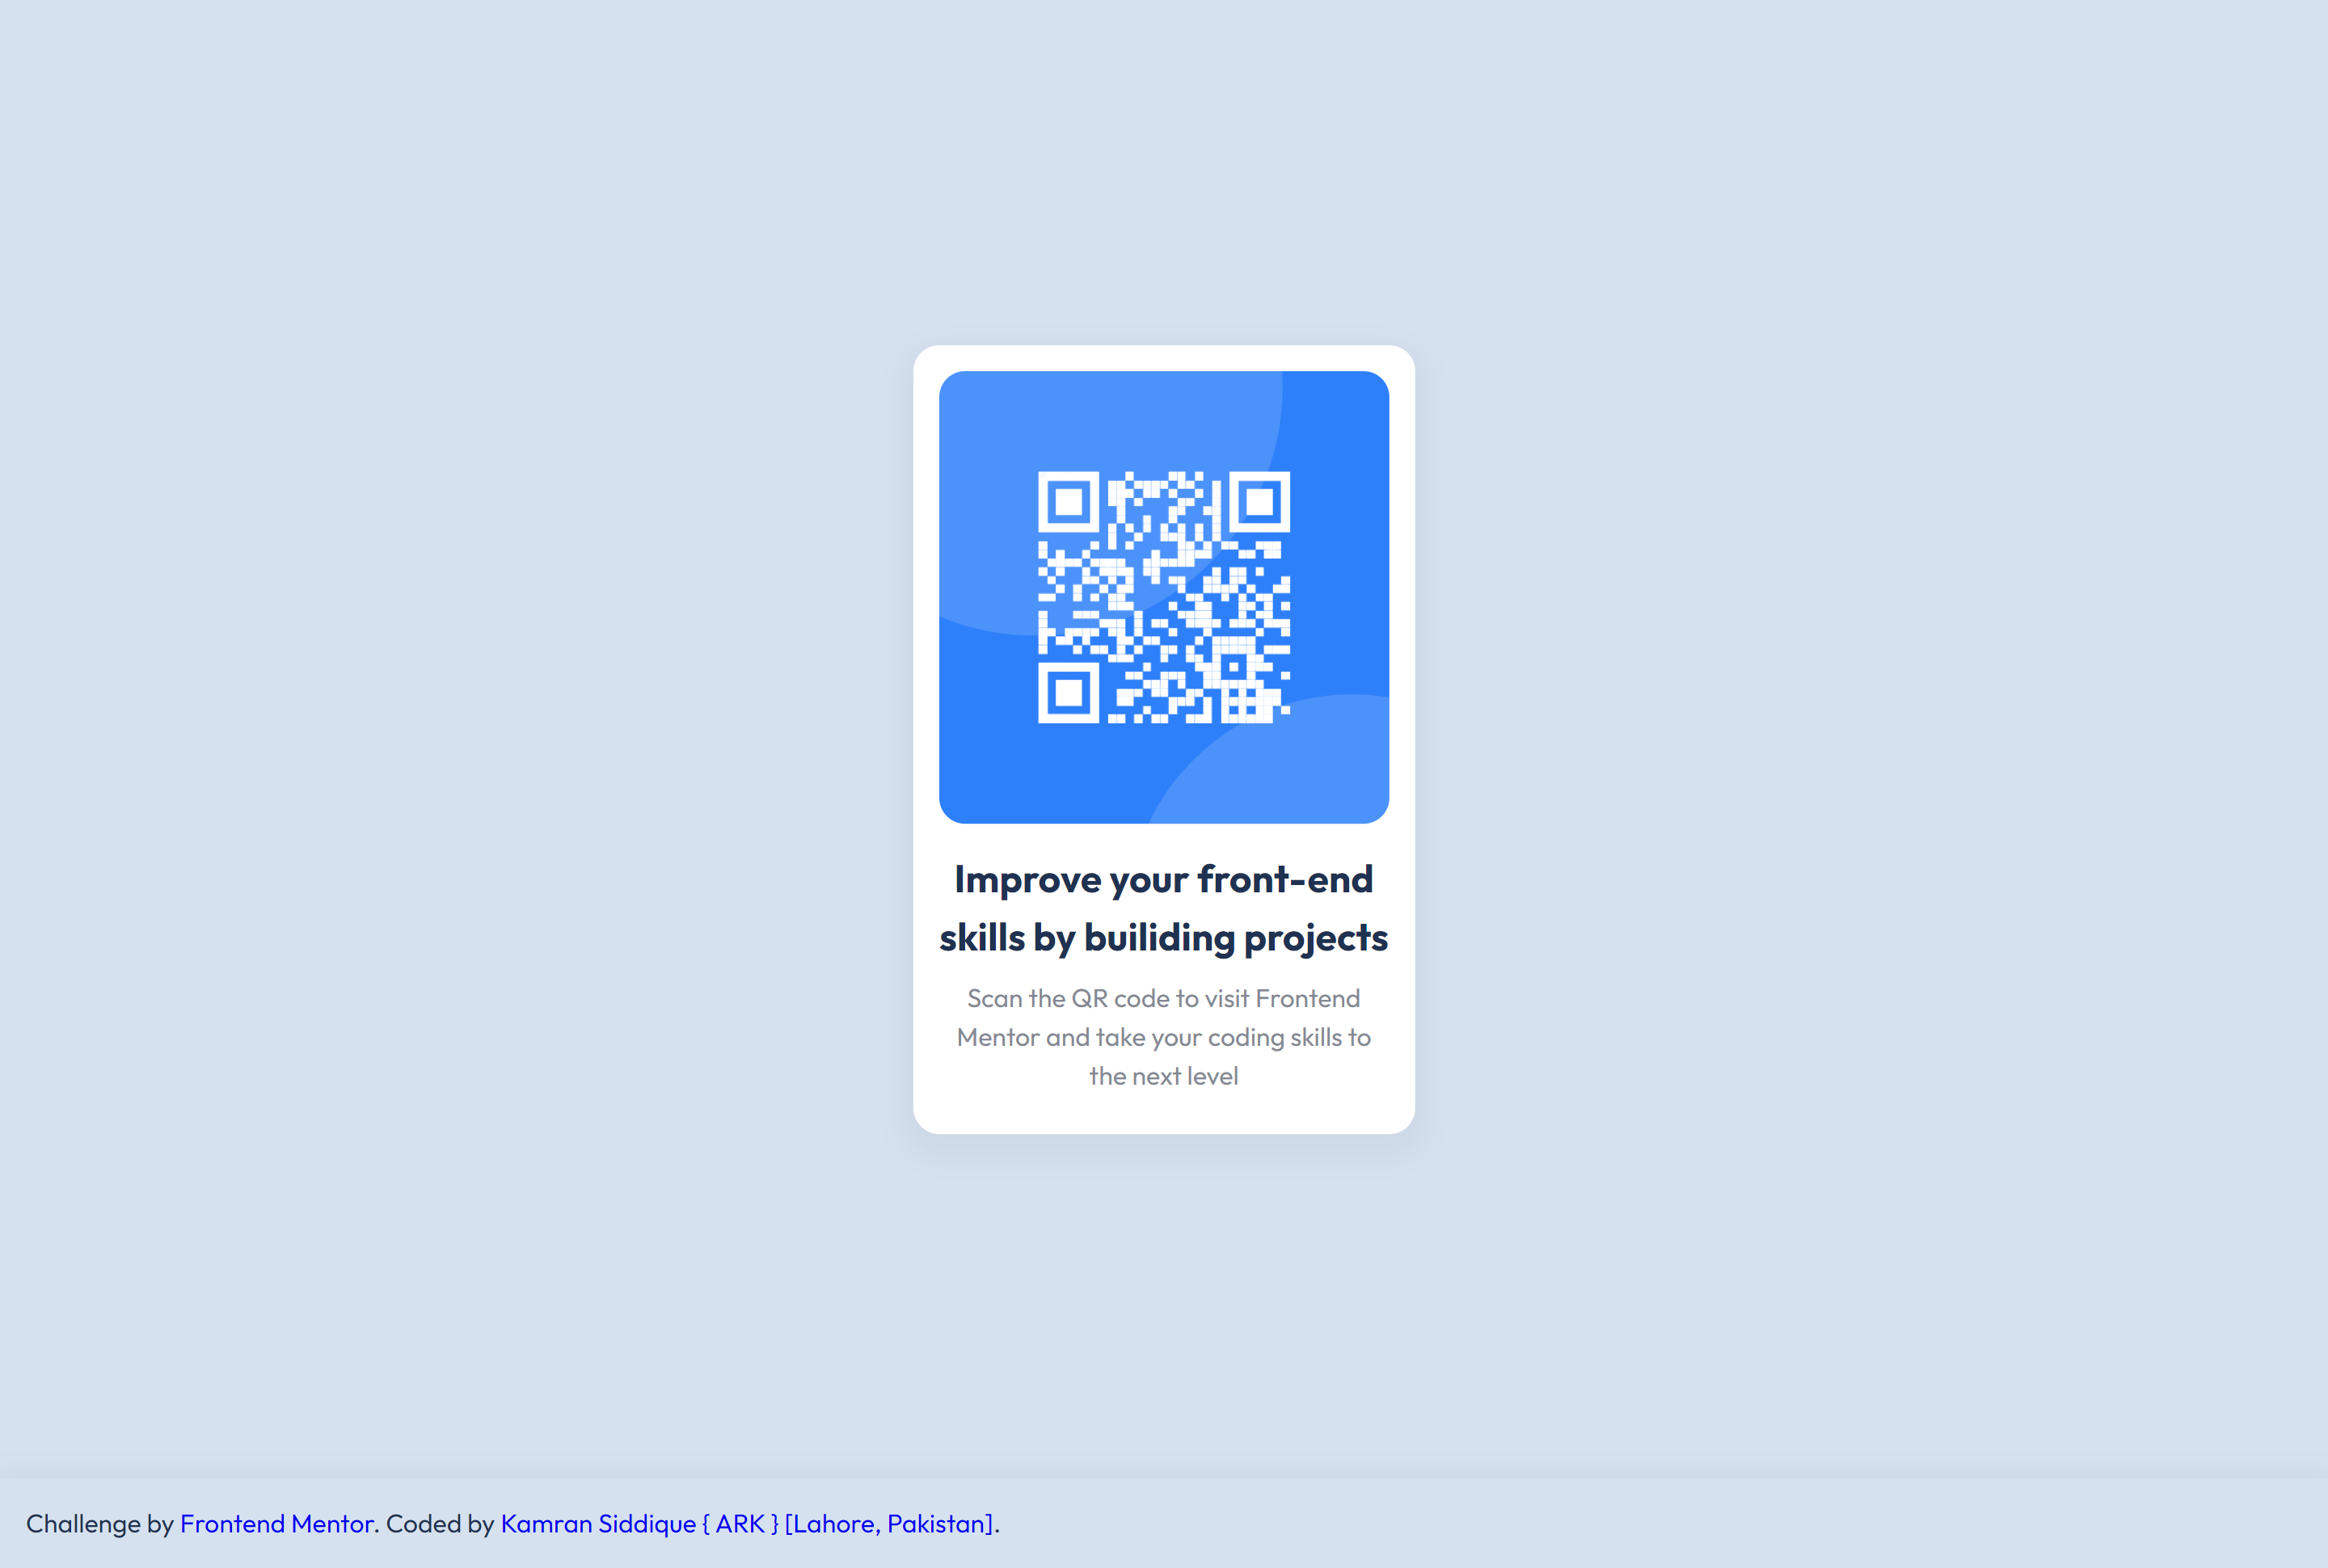 Improve your front-end
skills by builiding projects
Scan the QR code to visit Frontend
Mentor and take your coding skills to
the next level
Challenge by Frontend Mentor. Coded by Kamran Siddique { ARK } [Lahore, Pakistan].